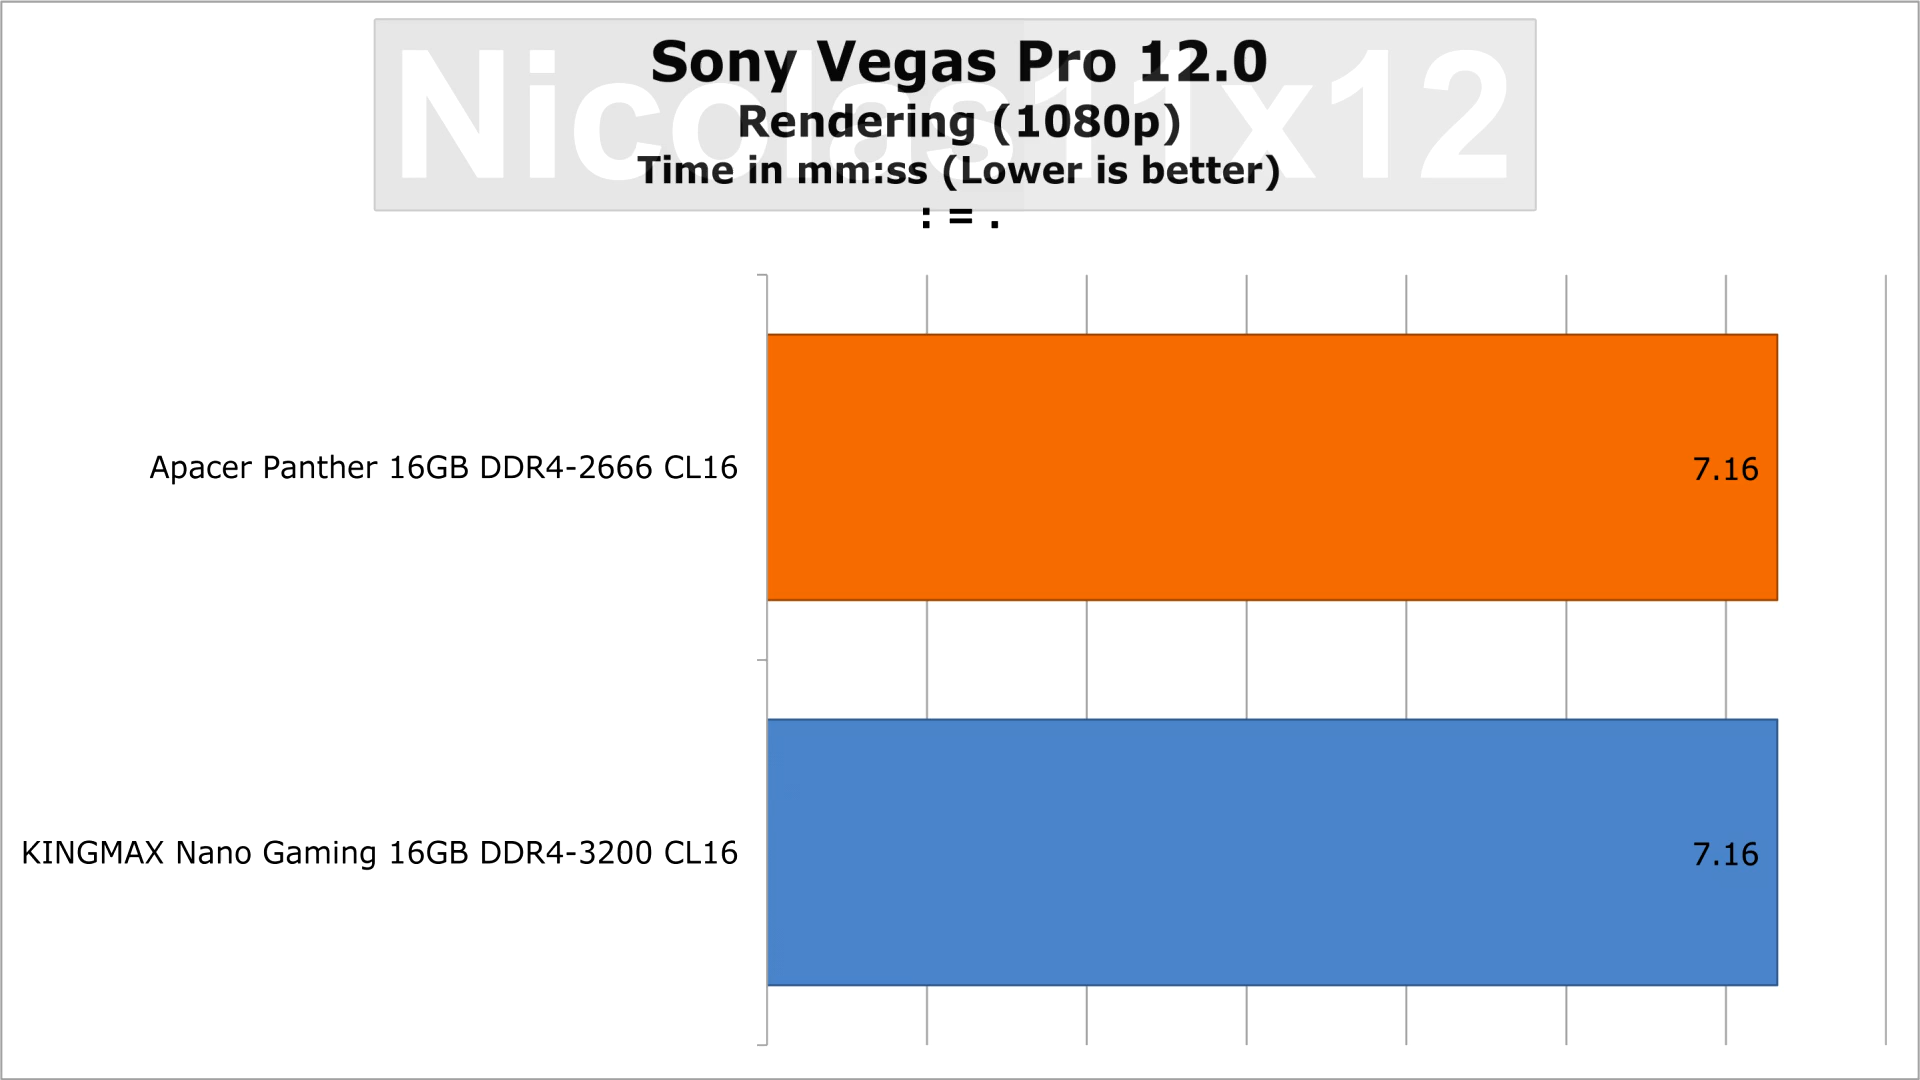 Nicolas11x12
Sony Vegas Pro 12.0
Rendering (1080p)
Time in mm:ss (Lower is better)
: = .
Apacer Panther 16GB DDR4-2666 CL16
7.16
KINGMAX Nano Gaming 16GB DDR4-3200 CL16
7.16